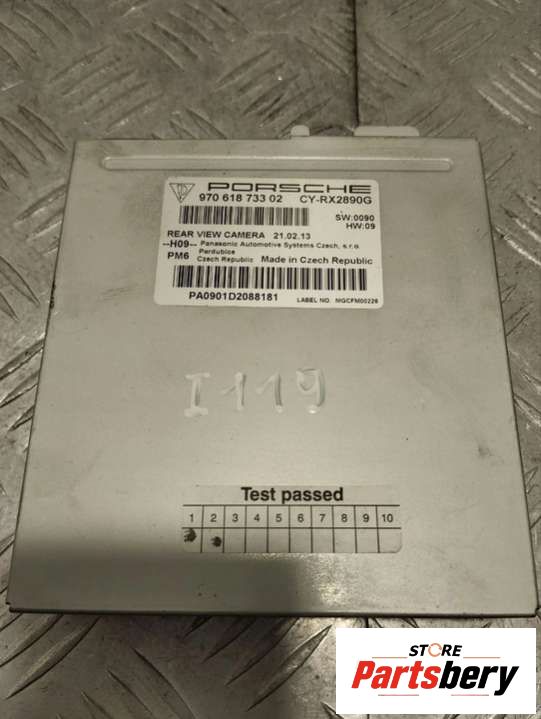 PORSCHE
970 618 733 02 CY-RX2890G
SW:0090
HW:09
REAR VIEW CAMERA 21.02.13
--H09-- Panasonic Automotive Systems Czech, s.r.o.
PM6 Pardubice
Czech Republic Made in Czech Republic
PA0901D2088181 LABEL NO. MGCFM00226
I119
Test passed
1 2 3 4 5 6 7 8 9 10
STORE
Partsbery